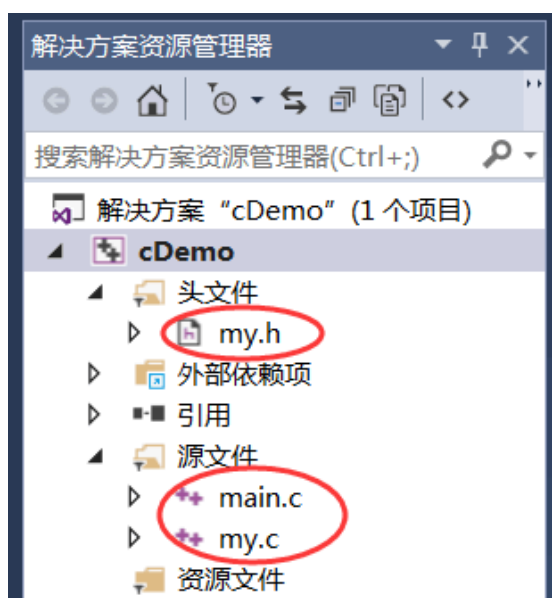 解决方案资源管理器
搜索解决方案资源管理器(Ctrl+;)
解决方案“cDemo”(1 个项目)
cDemo
头文件
my.h
外部依赖项
引用
源文件
main.c
my.c
资源文件